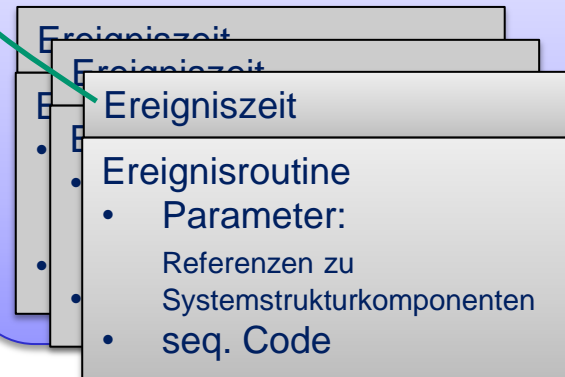 Ereigniszeit
Ereigniszeit
Ereigniszeit
Ereignisroutine
• Parameter:
Referenzen zu
Systemstrukturkomponenten
• seq. Code